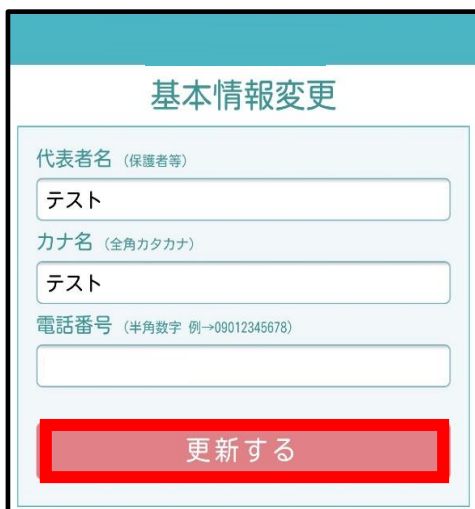 基本情報変更
代表者名（保護者等）
テスト
カナ名（全角カタカナ）
テスト
電話番号（半角数字 例→09012345678）
更新する